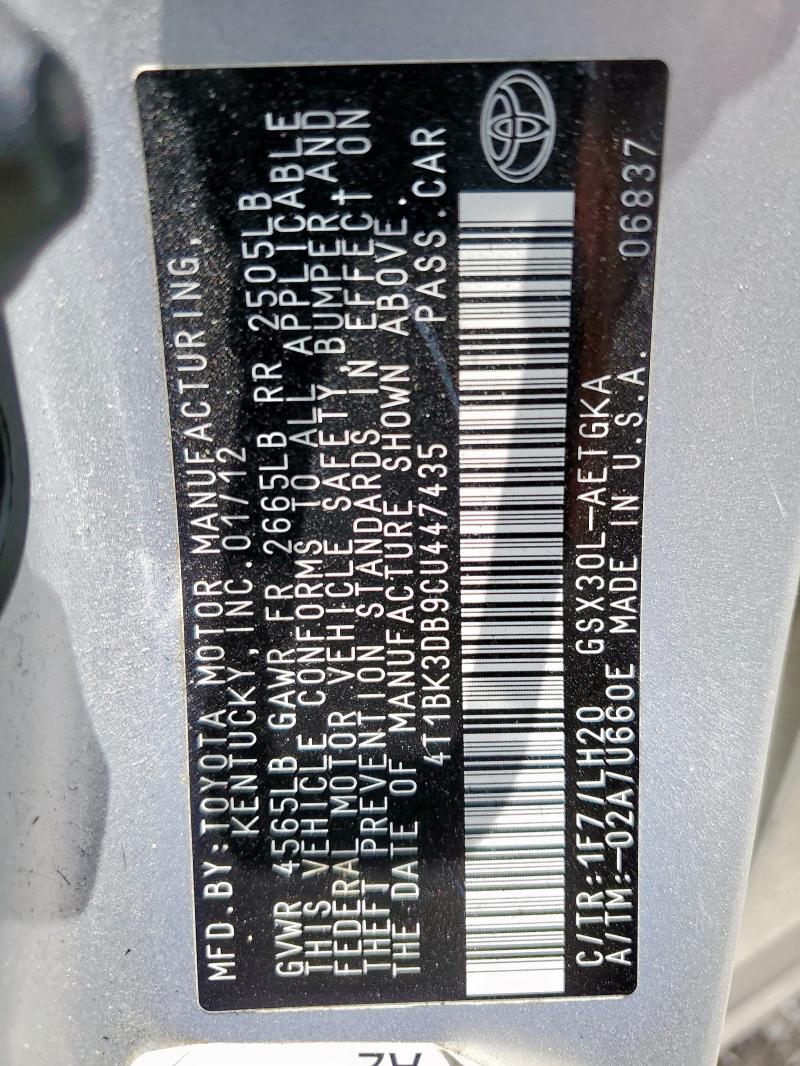 MFD.BY:TOYOTA MOTOR MANUFACTURING,
KENTUCKY,INC.01/12
GVWR 4565LB GAWR FR 2665LB RR 2505LB
THIS VEHICLE CONFORMS TO ALL APPLICABLE
FEDERAL MOTOR VEHICLE SAFETY, BUMPER, AND
THEFT PREVENTION STANDARDS IN EFFECT ON
THE DATE OF MANUFACTURE SHOWN ABOVE.
4T1BK3DB9CU447435 PASS.CAR
C/TR:1F7/LH20 GSX30L-AETGKA 06837
A/TM:-02A/U660E MADE IN U.S.A.